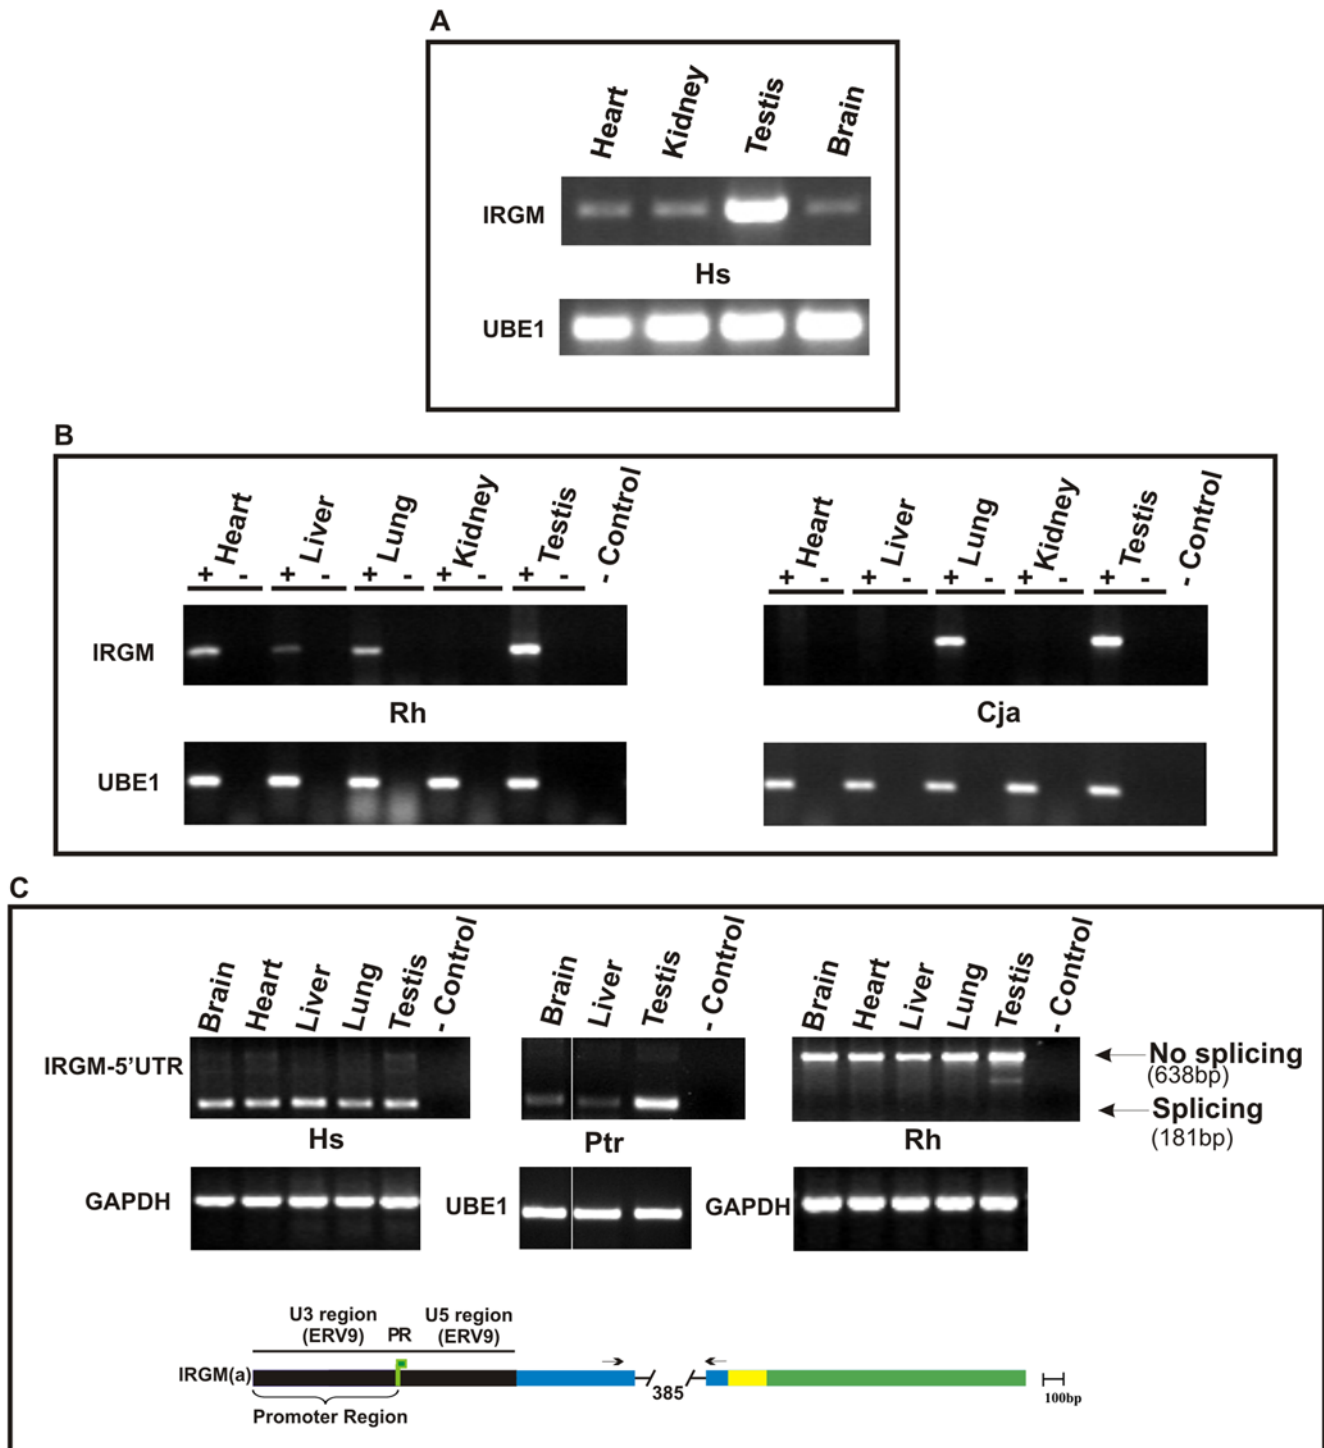 A
Heart Kidney Testis Brain
IRGM
Hs
UBE1
B
Heart Liver Lung Kidney Testis - Control
+ - + - + - + - + -
Heart Liver Lung Kidney Testis - Control
+ - + - + - + - + -
IRGM
Rh
Cja
UBE1
C
Brain Heart Liver Lung Testis - Control
Brain Liver Testis - Control
Brain Heart Liver Lung Testis - Control
IRGM-5'UTR
No splicing
(638bp)
Splicing
(181bp)
Hs
Ptr
Rh
GAPDH
UBE1
GAPDH
U3 region
(ERV9)
PR
U5 region
(ERV9)
IRGM(a)
385
100bp
Promoter Region